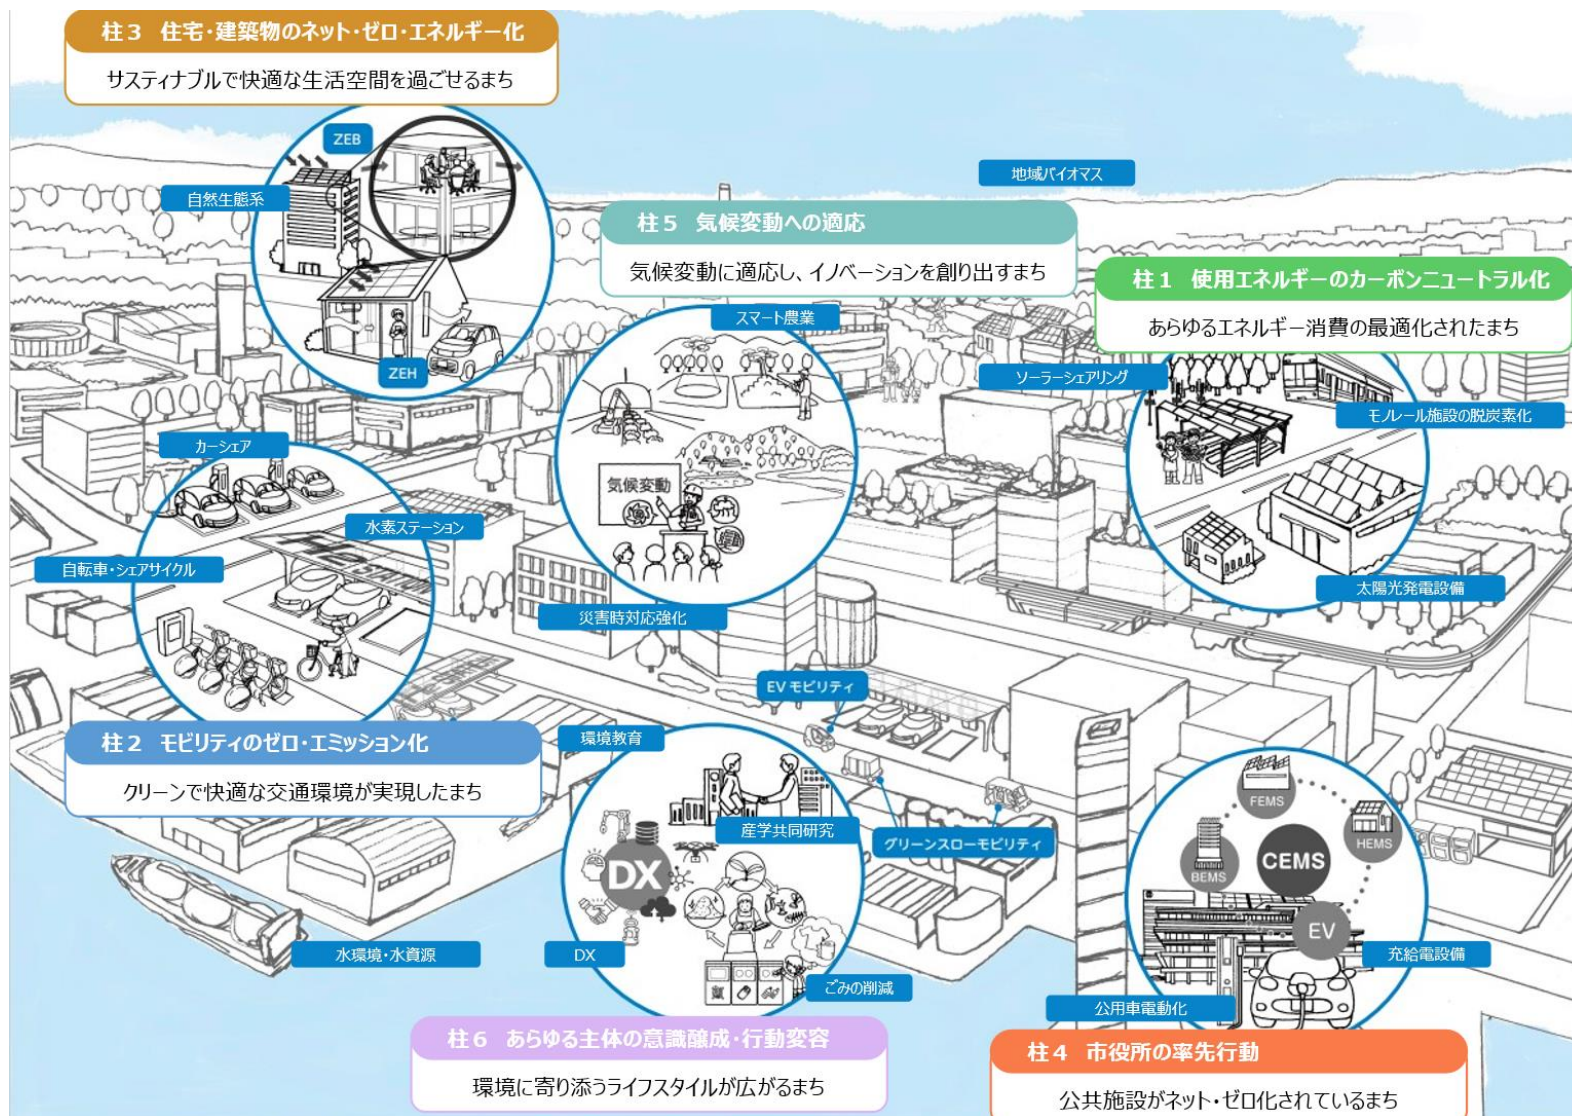 柱3 住宅・建築物のネット・ゼロ・エネルギー化
サスティナブルで快適な生活空間を過ごせるまち
ZEB
自然生態系
ZEH
地域バイオマス
柱5 気候変動への適応
気候変動に適応し、イノベーションを創り出すまち
スマート農業
気候変動
災害時対応強化
柱1 使用エネルギーのカーボンニュートラル化
あらゆるエネルギー消費の最適化されたまち
ソーラーシェアリング
モノレール施設の脱炭素化
太陽光発電設備
カーシェア
水素ステーション
自転車・シェアサイクル
柱2 モビリティのゼロ・エミッション化
クリーンで快適な交通環境が実現したまち
EVモビリティ
グリーンスローモビリティ
環境教育
産学共同研究
DX
DX
ごみの削減
水環境・水資源
柱6 あらゆる主体の意識醸成・行動変容
環境に寄り添うライフスタイルが広がるまち
FEMS
HEMS
BEMS
CEMS
EV
充給電設備
公用車電動化
柱4 市役所の率先行動
公共施設がネット・ゼロ化されているまち